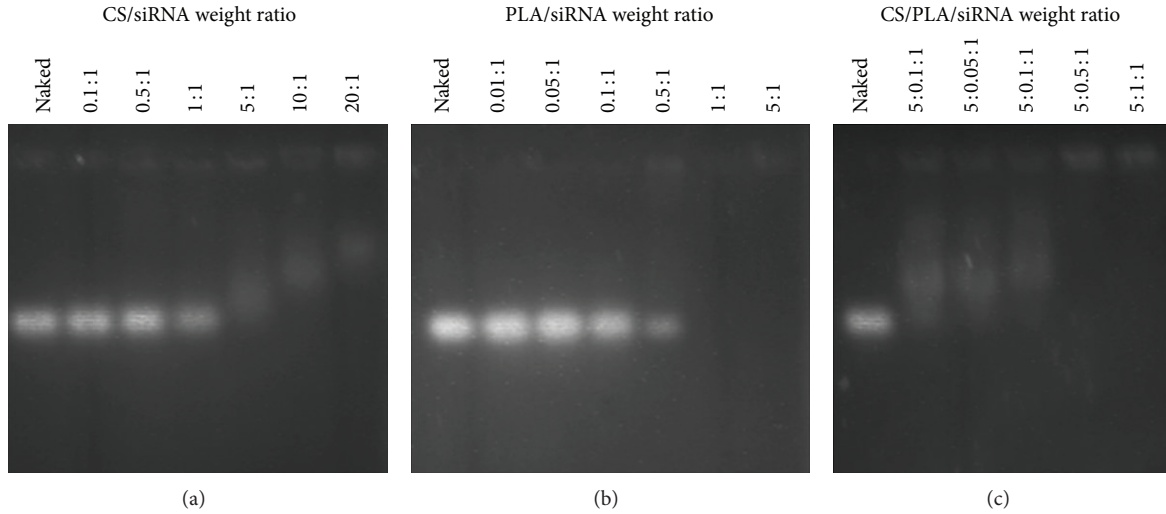 CS/siRNA weight ratio
Naked
0.1:1
0.5:1
1:1
5:1
10:1
20:1
(a)
PLA/siRNA weight ratio
Naked
0.01:1
0.05:1
0.1:1
0.5:1
1:1
5:1
(b)
CS/PLA/siRNA weight ratio
Naked
5:0.1:1
5:0.05:1
5:0.1:1
5:0.5:1
5:1:1
(c)